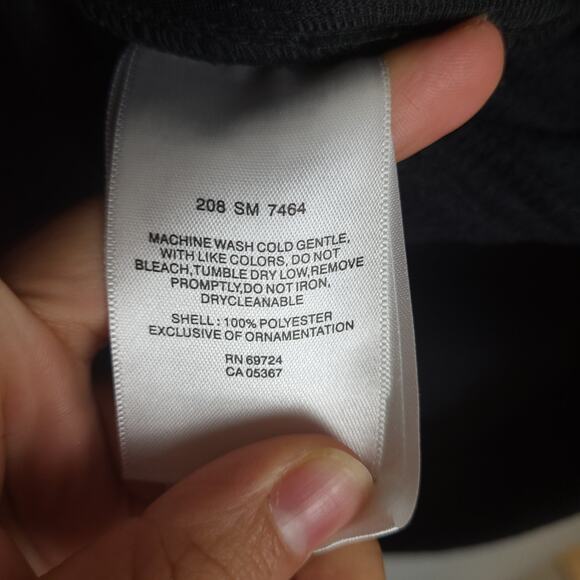 208 SM 7464
MACHINE WASH COLD GENTLE,
WITH LIKE COLORS, DO NOT
BLEACH,TUMBLE DRY LOW,REMOVE
PROMPTLY,DO NOT IRON,
DRYCLEANABLE
SHELL : 100% POLYESTER
EXCLUSIVE OF ORNAMENTATION
RN 69724
CA 05367